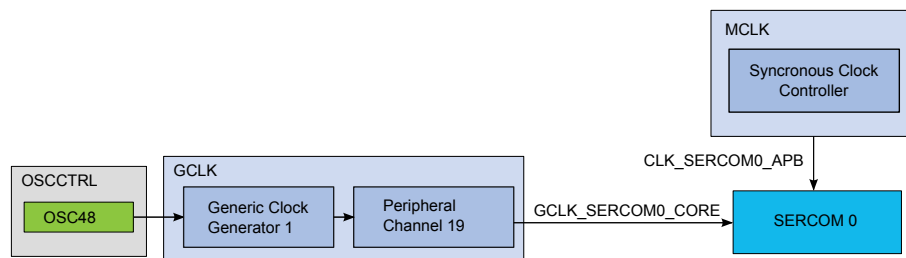 MCLK
Syncronous Clock
Controller
CLK_SERCOM0_APB
OSCCTRL
OSC48
GCLK
Generic Clock
Generator 1
Peripheral
Channel 19
GCLK_SERCOM0_CORE
SERCOM 0